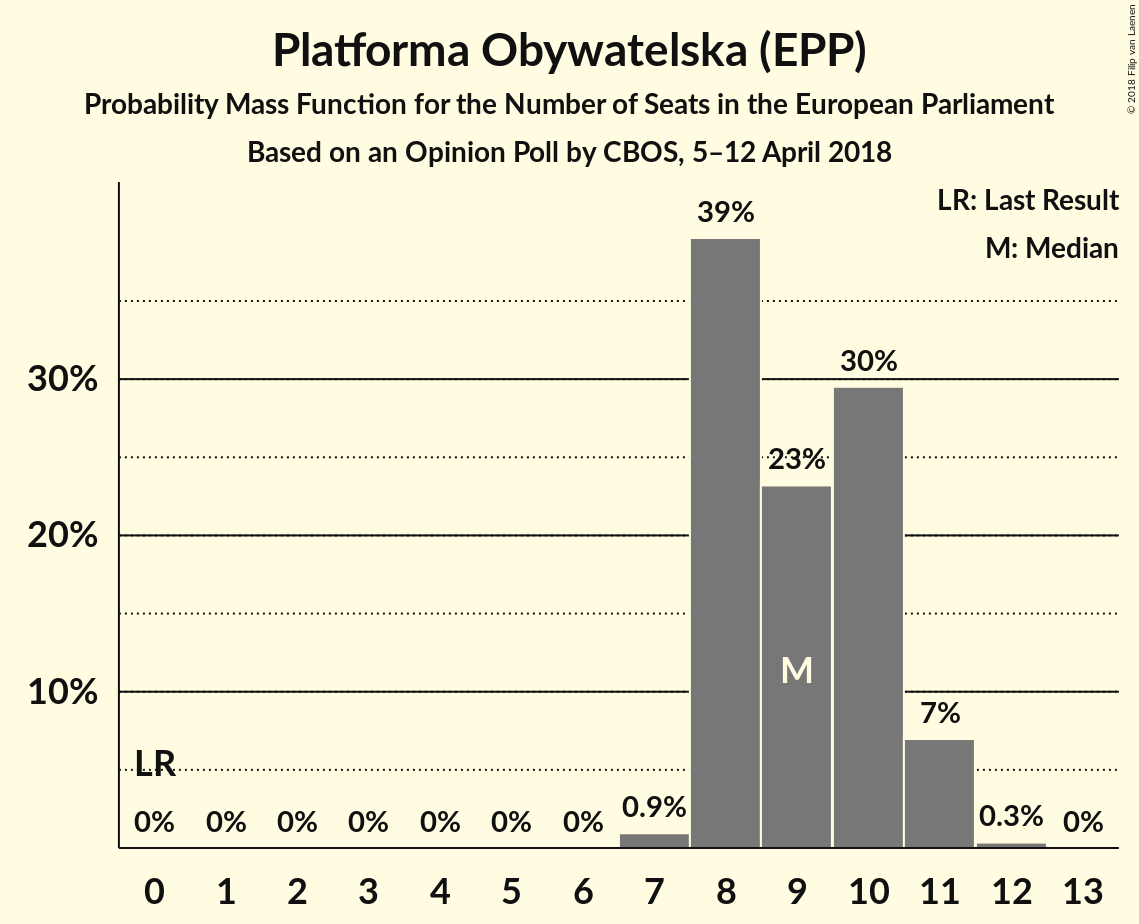 Platforma Obywatelska (EPP)
Probability Mass Function for the Number of Seats in the European Parliament
Based on an Opinion Poll by CBOS, 5–12 April 2018
© 2018 Filip van Laenen
LR: Last Result
M: Median
39%
30%
30%
23%
20%
M
10%
7%
LR
0% 0% 0% 0% 0% 0% 0% 0.9% 0.3% 0%
0 1 2 3 4 5 6 7 8 9 10 11 12 13